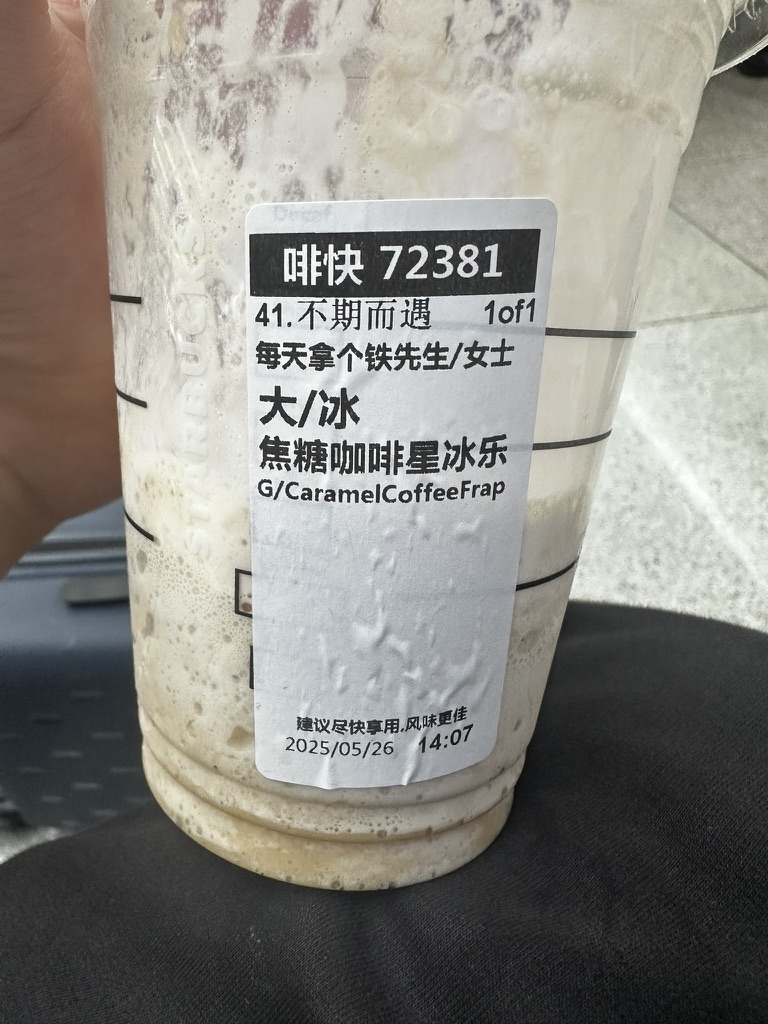 Decaf
啡快 72381
41.不期而遇 1of1
每天拿个铁先生/女士
大/冰
焦糖咖啡星冰乐
G/CaramelCoffeeFrap
建议尽快享用,风味更佳
2025/05/26 14:07
STARBUCKS